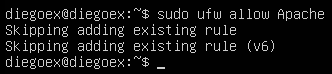 diegoex@diegoex:~$ sudo ufw allow Apache
Skipping adding existing rule
Skipping adding existing rule (v6)
diegoex@diegoex:~$ _